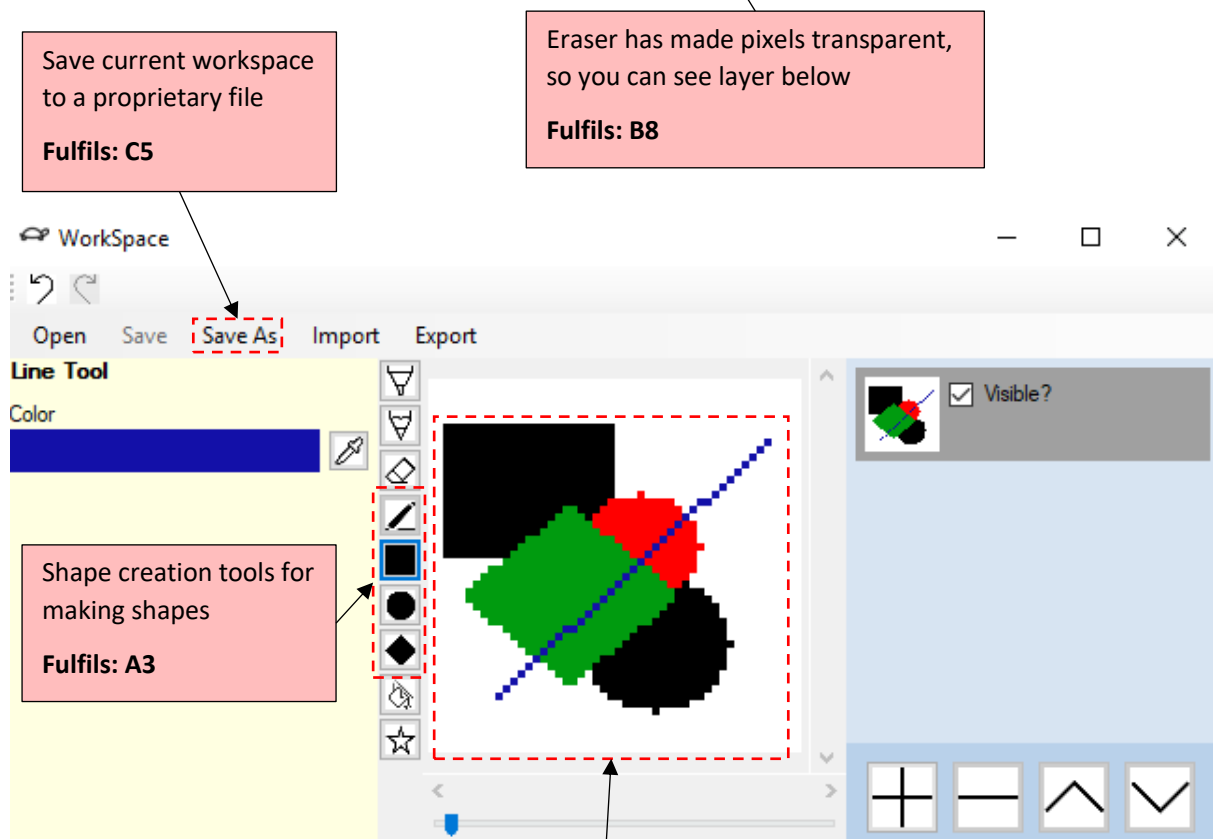 Save current workspace
to a proprietary file
Fulfils: C5
Eraser has made pixels transparent,
so you can see layer below
Fulfils: B8
WorkSpace
Open Save Save As Import Export
Line Tool
Color
Visible?
Shape creation tools for
making shapes
Fulfils: A3